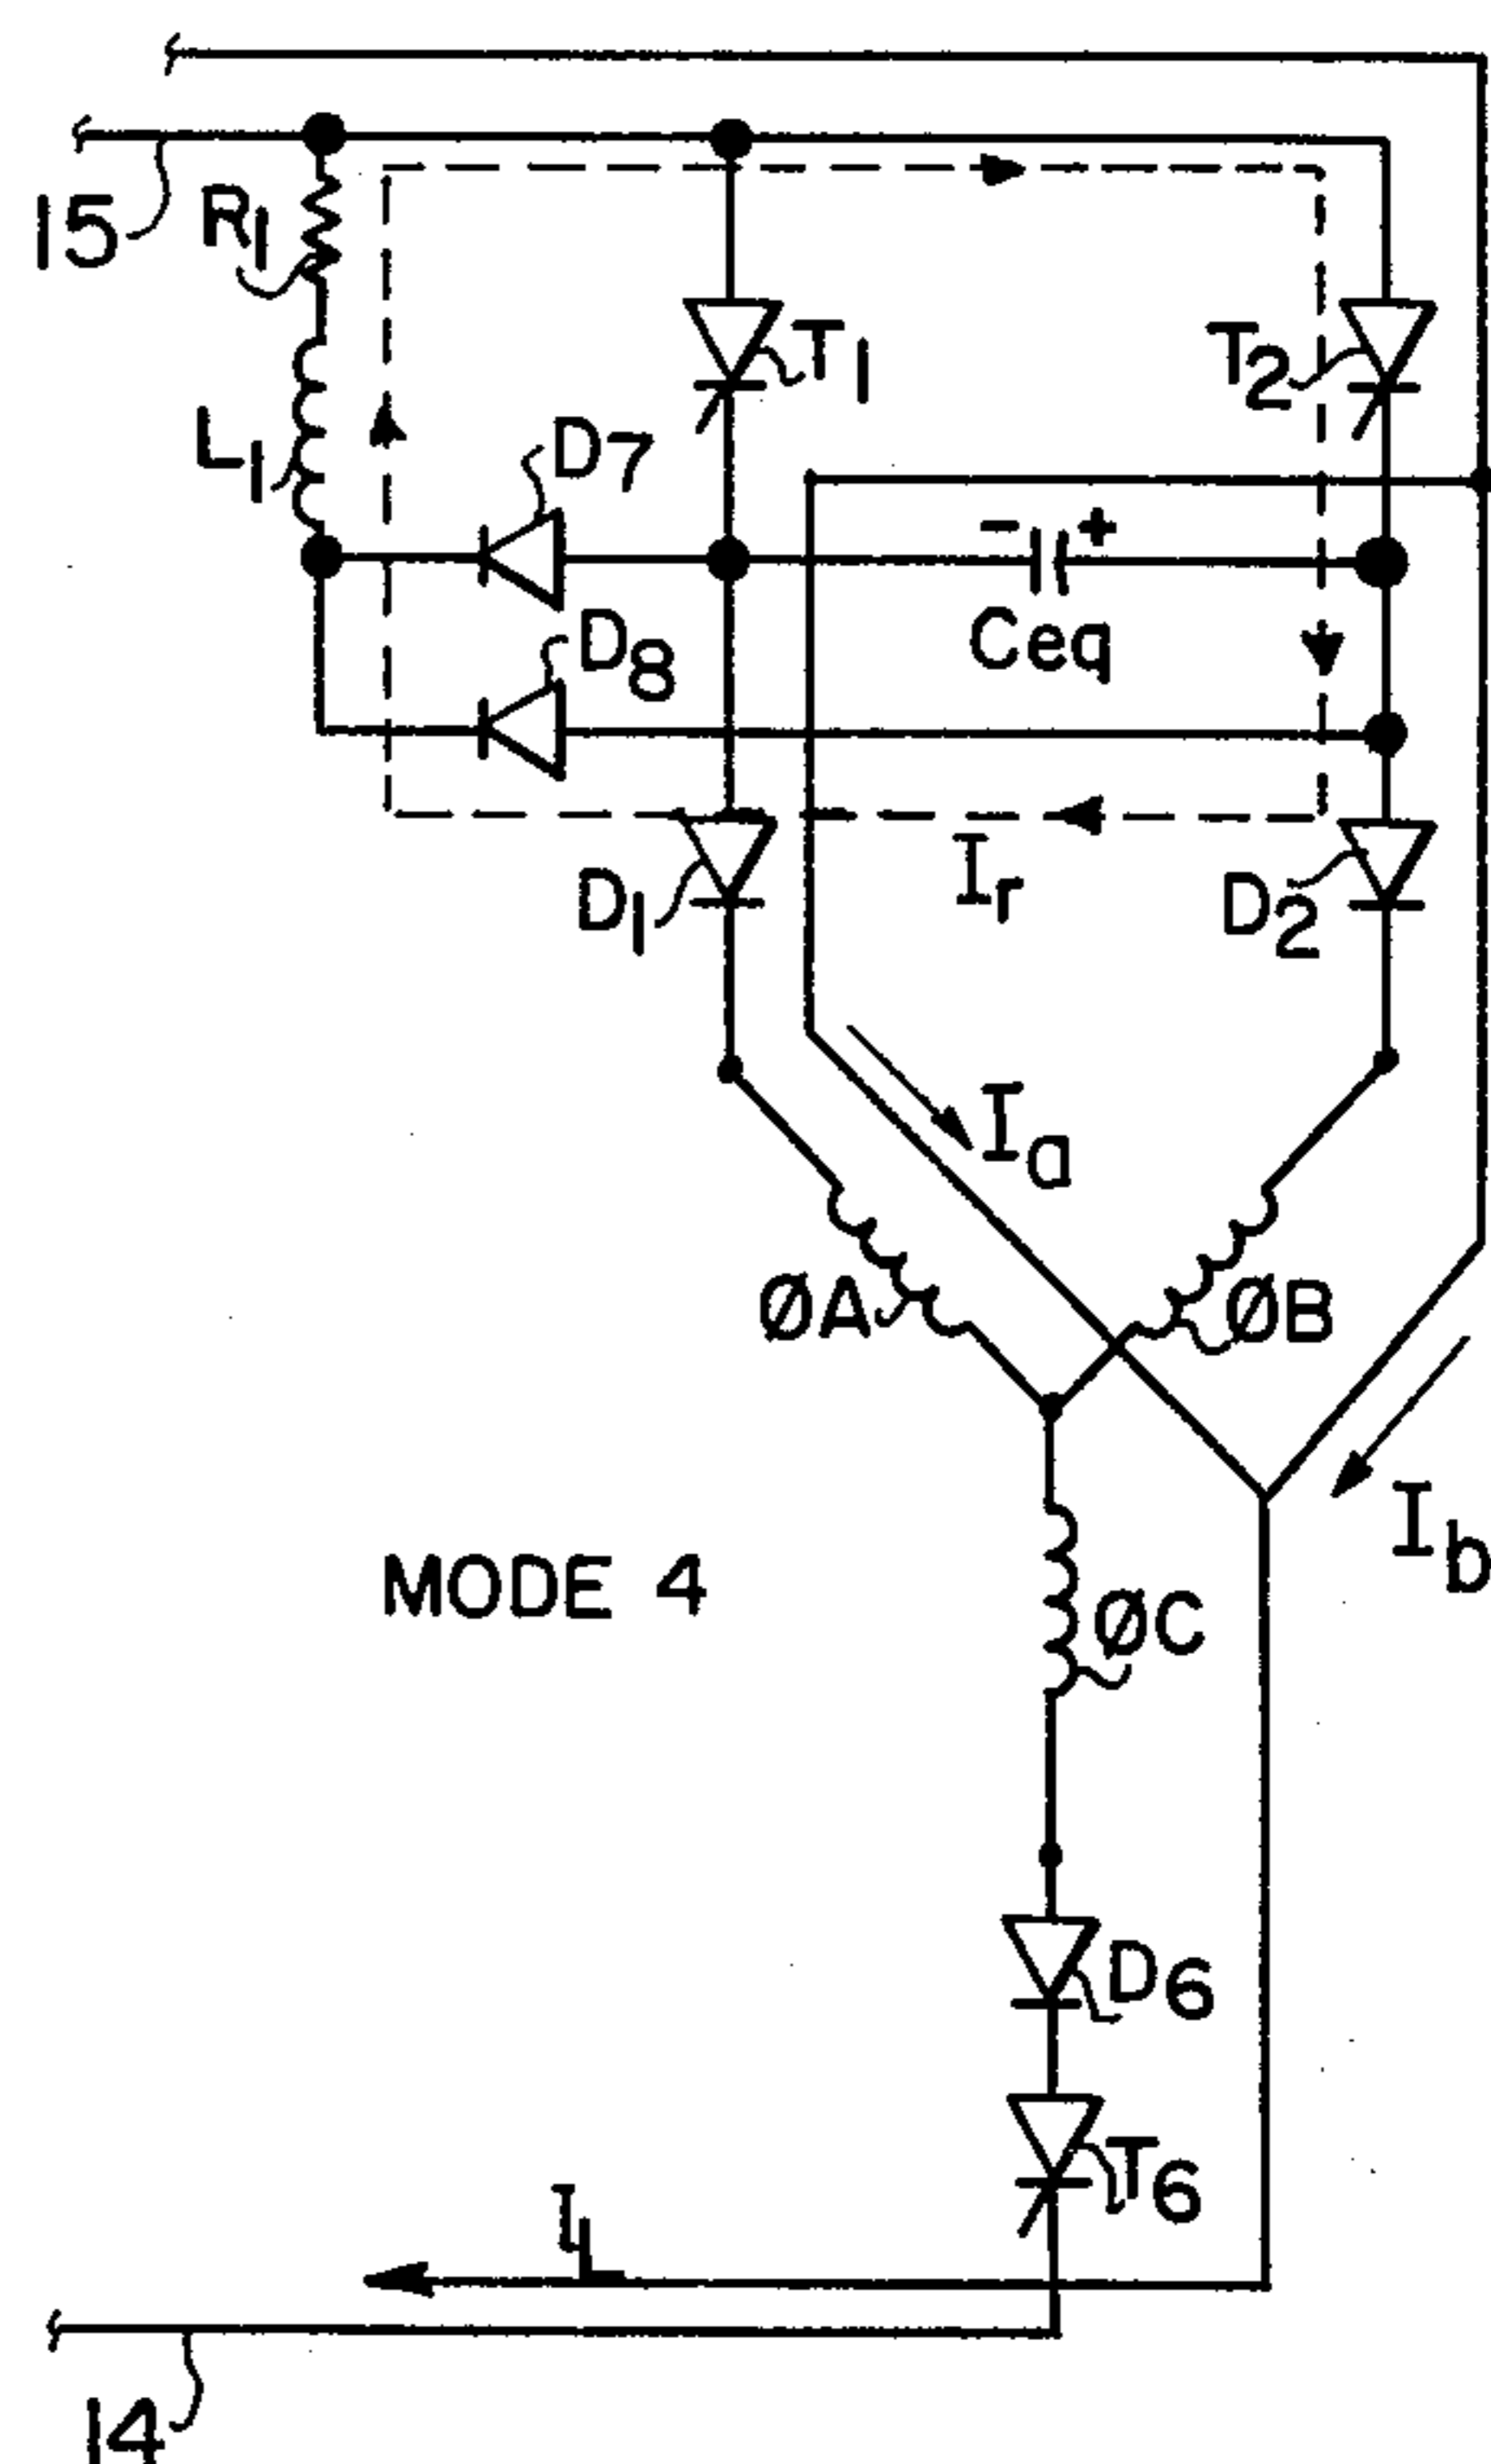 15
R1
T1
T2
L1
D7
- +
Ceq
D8
Ir
D1
D2
Ia
ØA
ØB
Ib
MODE 4
ØC
D6
T6
IL
14